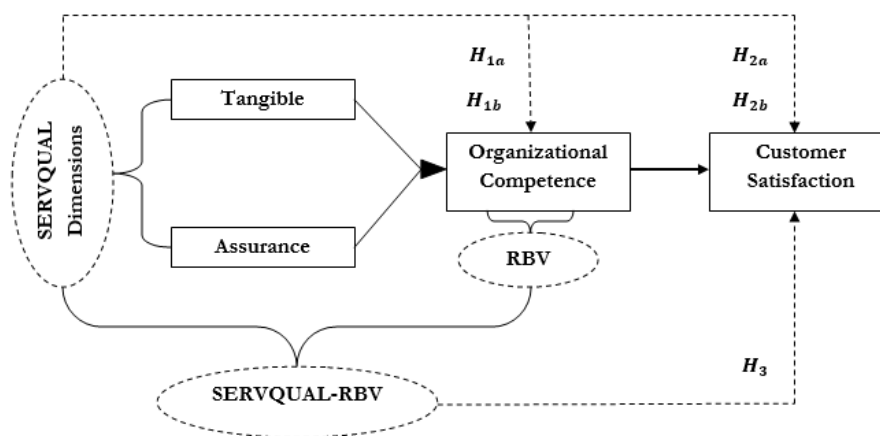 H1a
H2a
Tangible
H1b
H2b
SERVQUAL
Dimensions
Organizational
Competence
Customer
Satisfaction
Assurance
RBV
H3
SERVQUAL-RBV